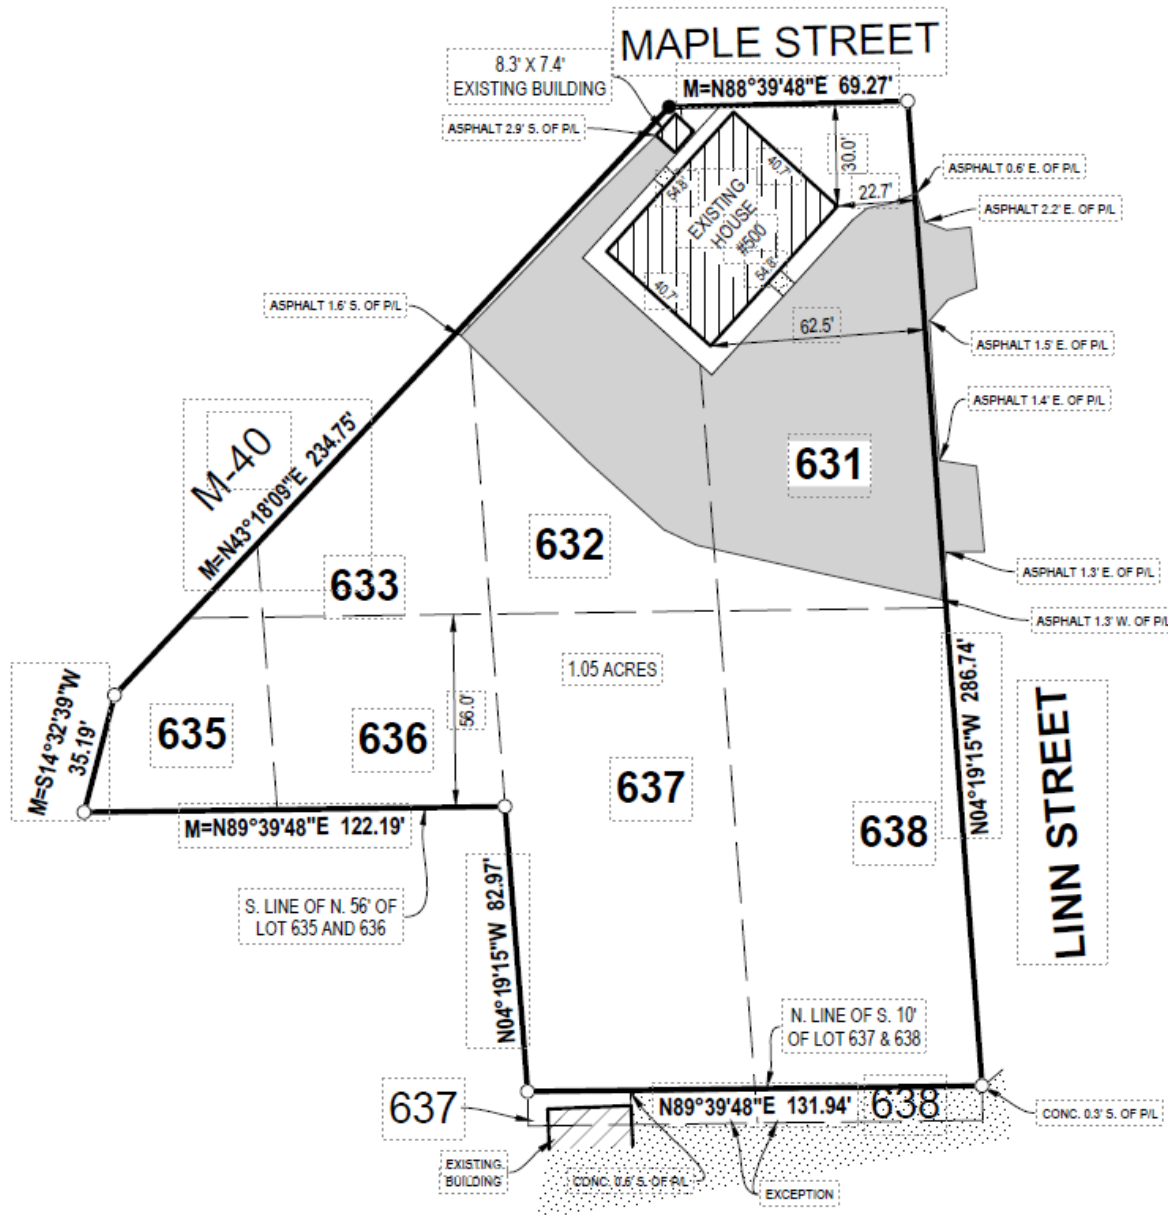 MAPLE STREET
8.3' X 7.4'
EXISTING BUILDING
M=N88°39'48"E 69.27'
ASPHALT 2.9' S. OF P/L
30.0'
40.7'
54.8'
EXISTING
HOUSE
#500
22.7'
ASPHALT 0.6' E. OF P/L
ASPHALT 2.2' E. OF P/L
54.8'
40.7'
ASPHALT 1.6' S. OF P/L
62.5'
ASPHALT 1.5' E. OF P/L
ASPHALT 1.4' E. OF P/L
M-40
M=N43°18'09"E 234.75'
631
632
633
ASPHALT 1.3' E. OF P/L
ASPHALT 1.3' W. OF P/L
1.05 ACRES
M=S14°32'39"W
35.19'
56.0'
635
636
637
638
N04°19'15"W 286.74'
LINN STREET
M=N89°39'48"E 122.19'
S. LINE OF N. 56' OF
LOT 635 AND 636
N04°19'15"W 82.97'
N. LINE OF S. 10'
OF LOT 637 & 638
637
N89°39'48"E 131.94'
638
CONC. 0.3' S. OF P/L
EXISTING
BUILDING
CONC. 0.6' S. OF P/L
EXCEPTION